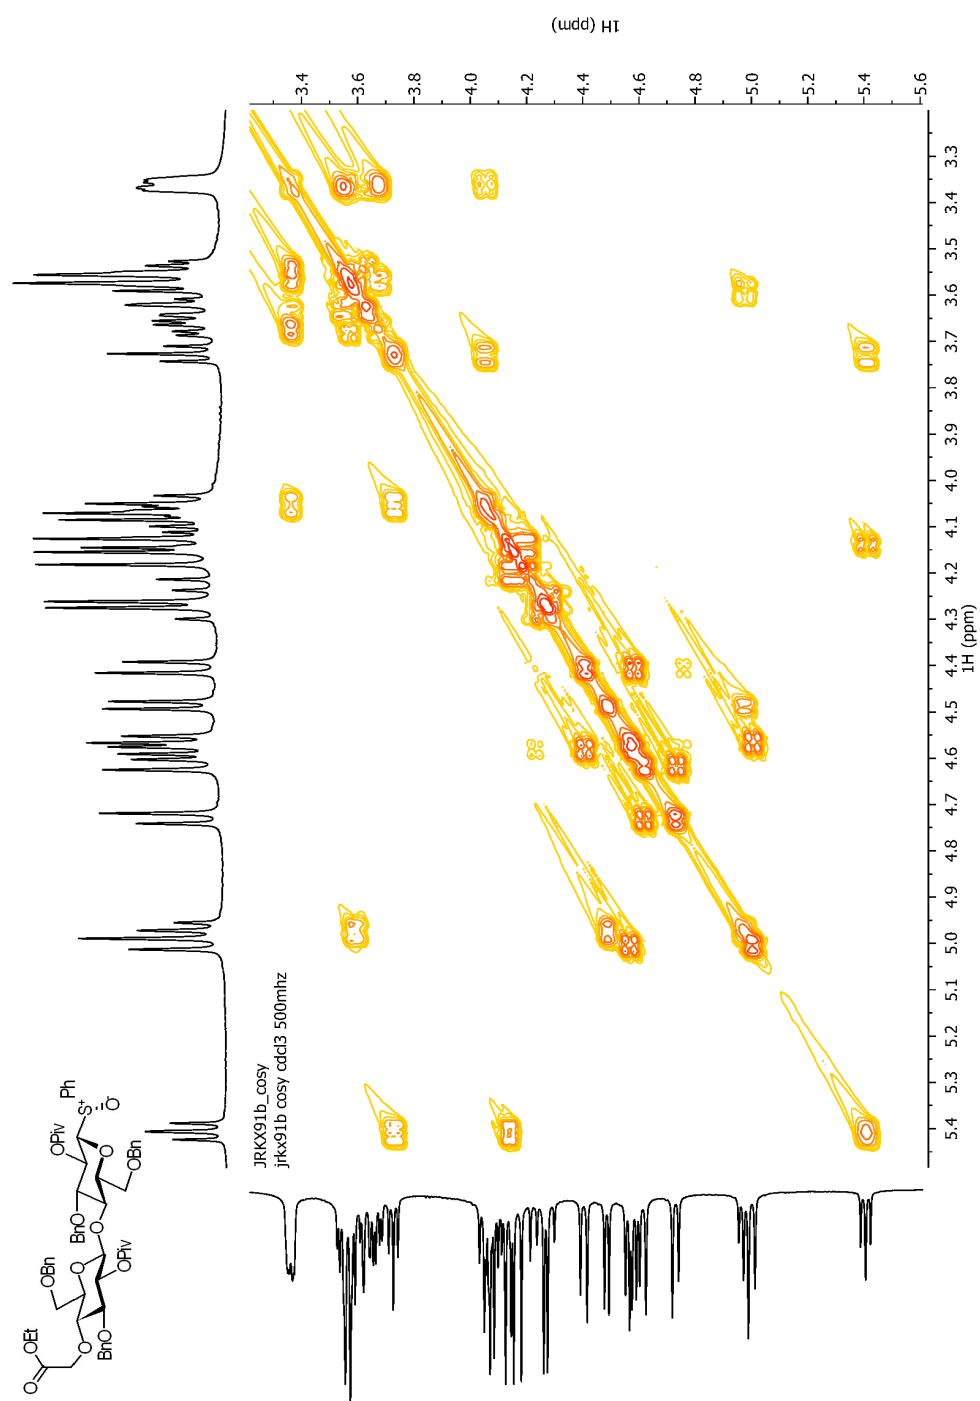 JRKX91b_cosy
jrkx91b cosy cdcl3 500mhz
OEt
O
O
OBn
BnO
O
OPiv
O
BnO
O
OBn
OPiv
S+
Ph
O-
3.3
3.4
3.5
3.6
3.7
3.8
3.9
4.0
4.1
4.2
4.3
4.4
4.5
4.6
4.7
4.8
4.9
5.0
5.1
5.2
5.3
5.4
1H (ppm)
3.4
3.6
3.8
4.0
4.2
4.4
4.6
4.8
5.0
5.2
5.4
5.6
1H (ppm)